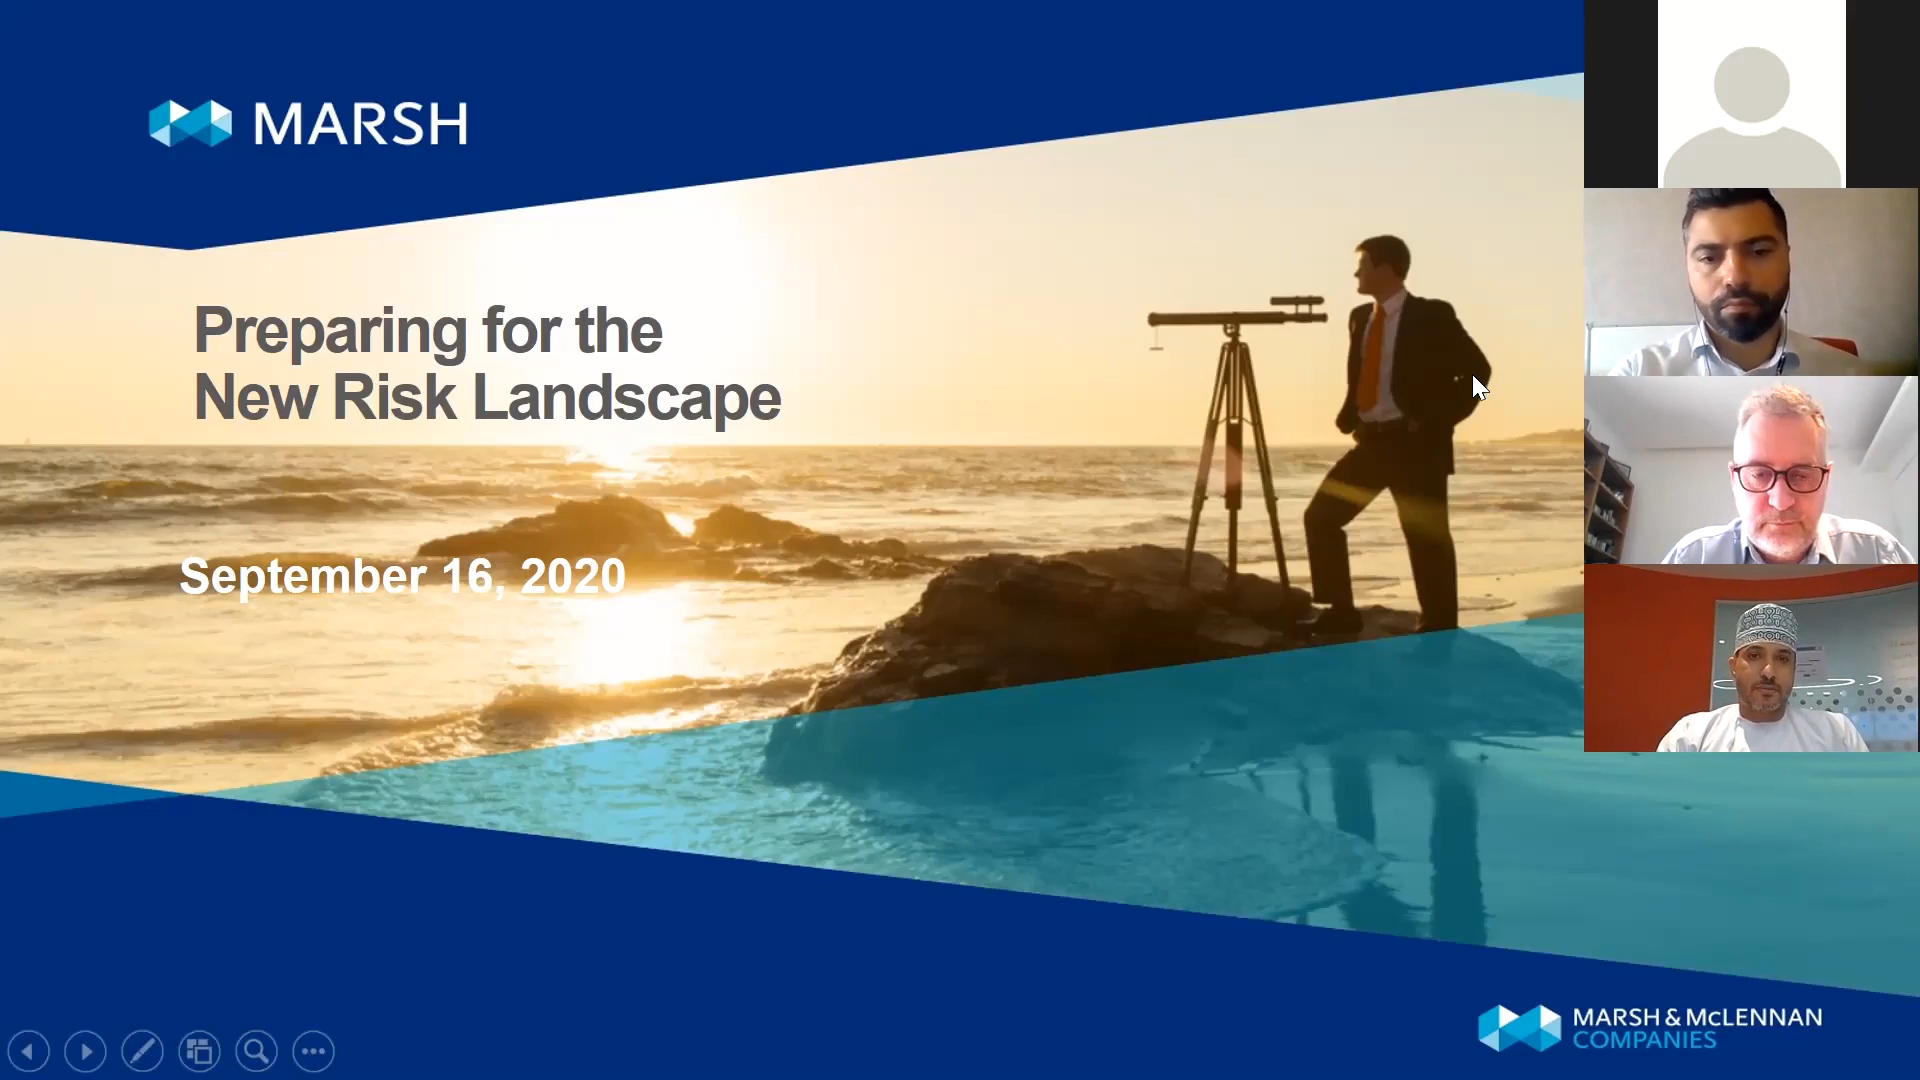 MARSH
Preparing for the
New Risk Landscape
September 16, 2020
MARSH & McLENNAN
COMPANIES